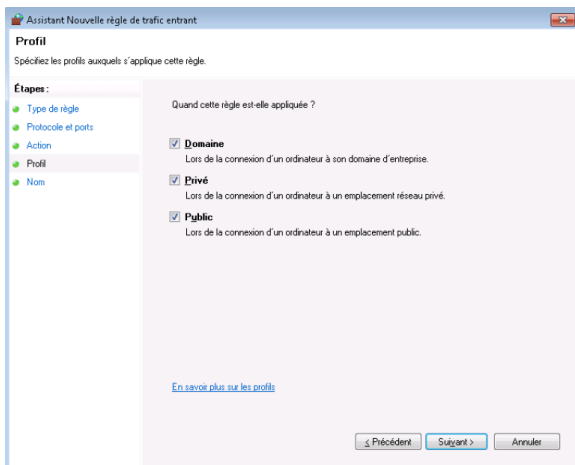 Assistant Nouvelle règle de trafic entrant
Profil
Spécifiez les profils auxquels s'applique cette règle.
Étapes :
Type de règle
Protocole et ports
Action
Profil
Nom
Quand cette règle est-elle appliquée ?
Domaine
Lors de la connexion d'un ordinateur à son domaine d'entreprise.
Privé
Lors de la connexion d'un ordinateur à un emplacement réseau privé.
Public
Lors de la connexion d'un ordinateur à un emplacement public.
En savoir plus sur les profils
< Précédent Suivant > Annuler